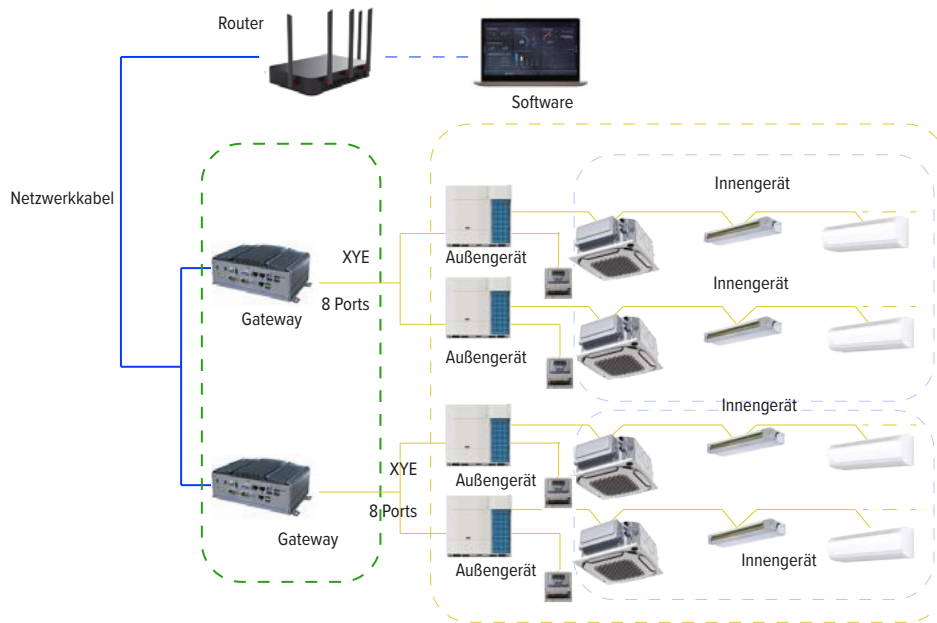 Router
Software
Netzwerkkabel
Innengerät
XYE
Außengerät
8 Ports
Gateway
Innengerät
Außengerät
Innengerät
XYE
Außengerät
8 Ports
Gateway
Innengerät
Außengerät